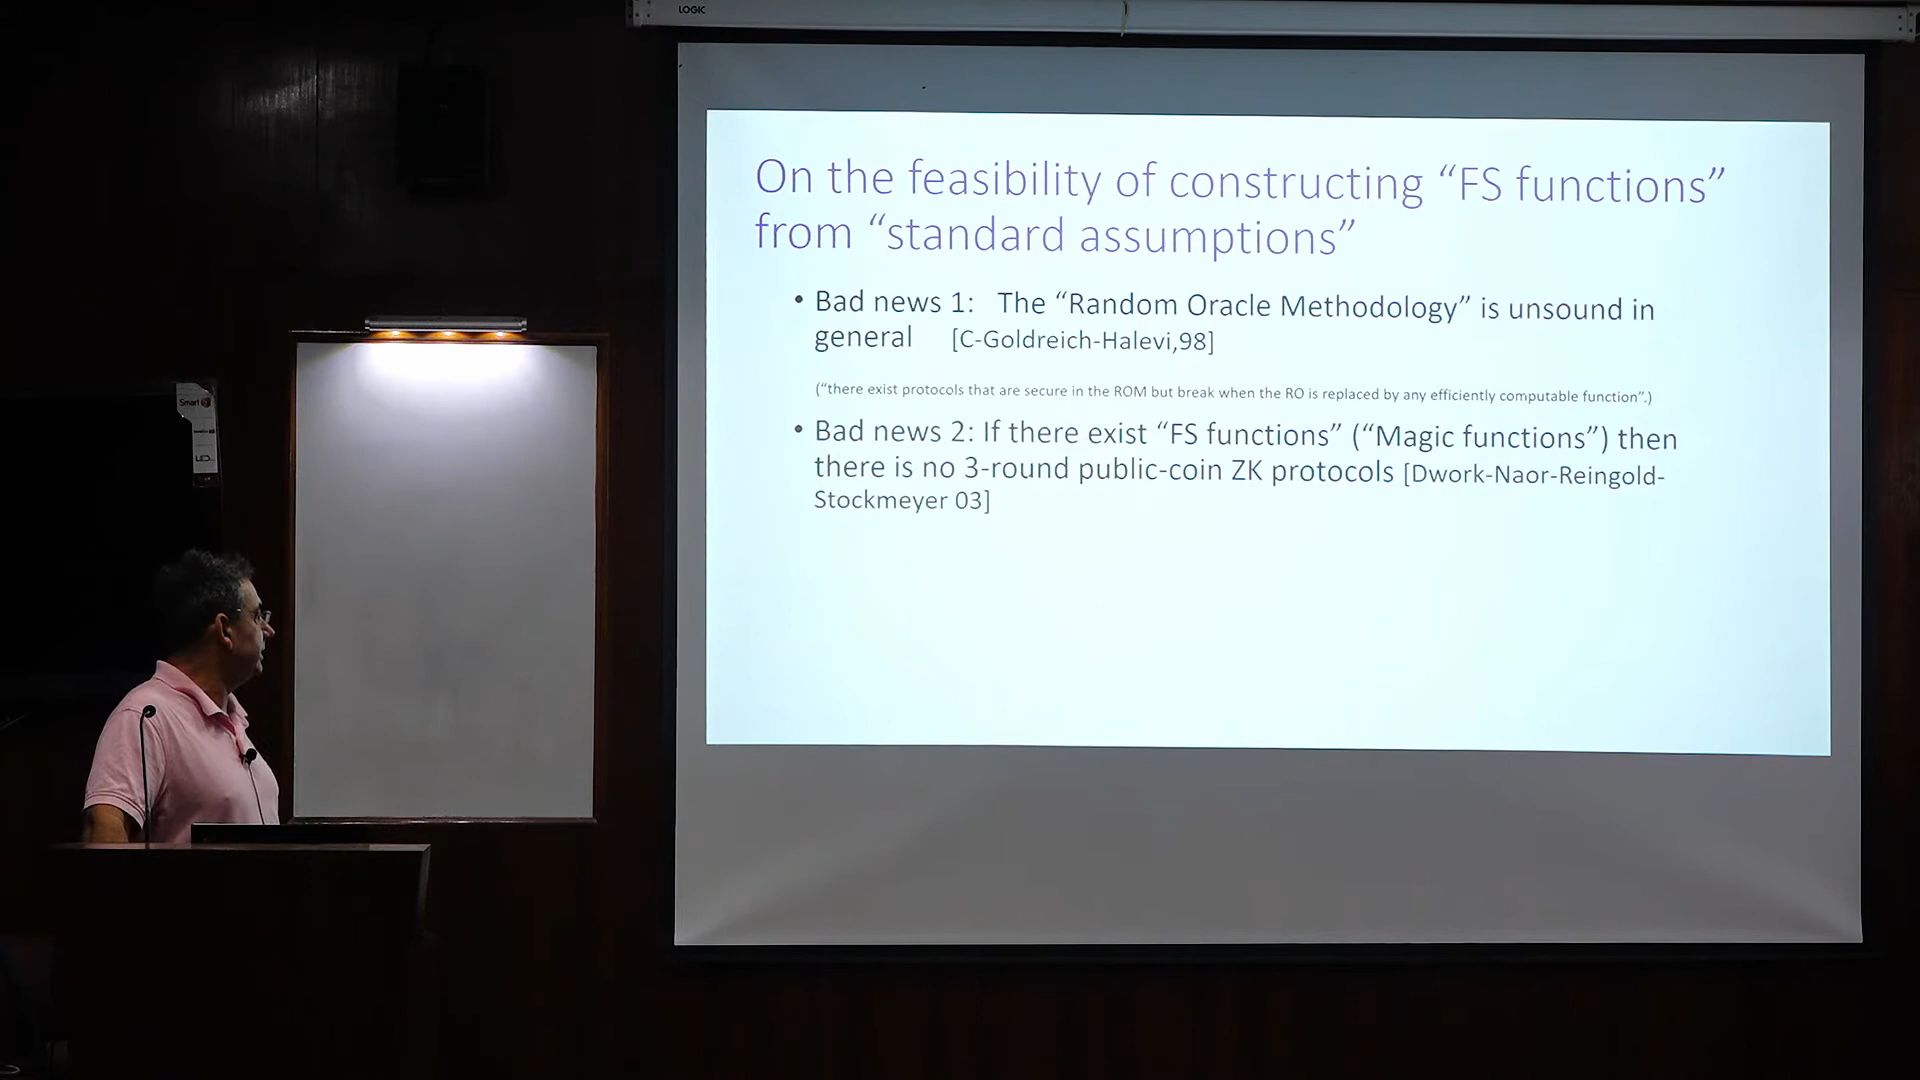 LOGIC
On the feasibility of constructing “FS functions”
from “standard assumptions”
• Bad news 1: The “Random Oracle Methodology” is unsound in
general [C-Goldreich-Halevi,98]
(“there exist protocols that are secure in the ROM but break when the RO is replaced by any efficiently computable function”.)
• Bad news 2: If there exist “FS functions” (“Magic functions”) then
there is no 3-round public-coin ZK protocols [Dwork-Naor-Reingold-
Stockmeyer 03]
Smart
LED